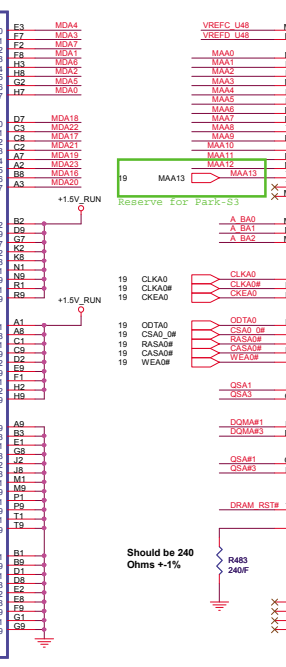 E3 MDA4
F7 MDA3
F2 MDA7
F8 MDA1
H3 MDA6
H8 MDA2
G2 MDA5
H7 MDA0
D7 MDA18
C3 MDA22
C8 MDA17
C2 MDA21
A7 MDA19
A2 MDA23
B8 MDA16
A3 MDA20
+1.5V_RUN
B2
D9
G7
K2
K8
N1
N9
R1
R9
+1.5V_RUN
A1
A8
C1
C9
D2
E9
F1
H2
H9
A9
B3
E1
G8
J2
J8
M1
M9
P1
P9
T1
T9
B1
B9
D1
D8
E2
E8
F9
G1
G9
VREFC_U48
VREFD_U48
MAA0
MAA1
MAA2
MAA3
MAA4
MAA5
MAA6
MAA7
MAA8
MAA9
MAA10
MAA11
MAA12
19 MAA13 MAA13
Reserve for Park-S3
A_BA0
A_BA1
A_BA2
19 CLKA0 CLKA0
19 CLKA0# CLKA0#
19 CKEA0 CKEA0
19 ODTA0 ODTA0
19 CSA0_0# CSA0_0#
19 RASA0# RASA0#
19 CASA0# CASA0#
19 WEA0# WEA0#
QSA1
QSA3
DQMA#1
DQMA#3
QSA#1
QSA#3
DRAM_RST#
Should be 240
Ohms +-1%
R483
240/F